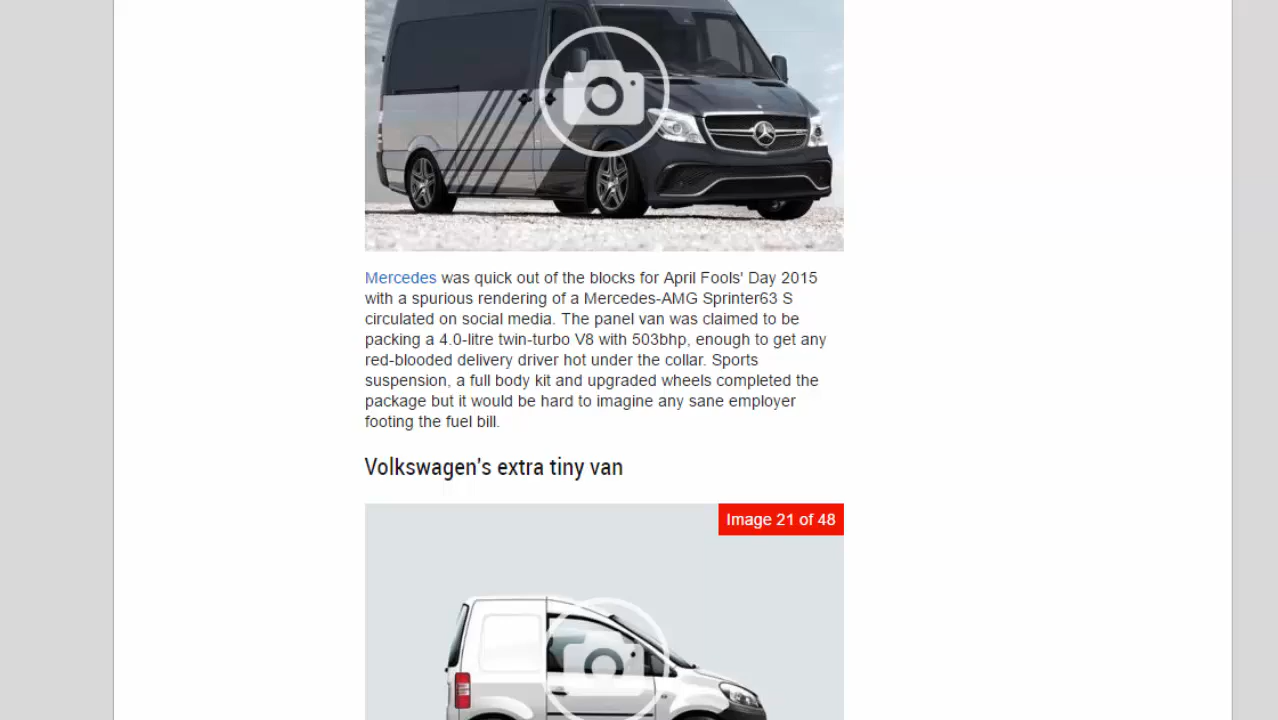 Mercedes was quick out of the blocks for April Fools' Day 2015
with a spurious rendering of a Mercedes-AMG Sprinter63 S
circulated on social media. The panel van was claimed to be
packing a 4.0-litre twin-turbo V8 with 503bhp, enough to get any
red-blooded delivery driver hot under the collar. Sports
suspension, a full body kit and upgraded wheels completed the
package but it would be hard to imagine any sane employer
footing the fuel bill.
Volkswagen's extra tiny van
Image 21 of 48